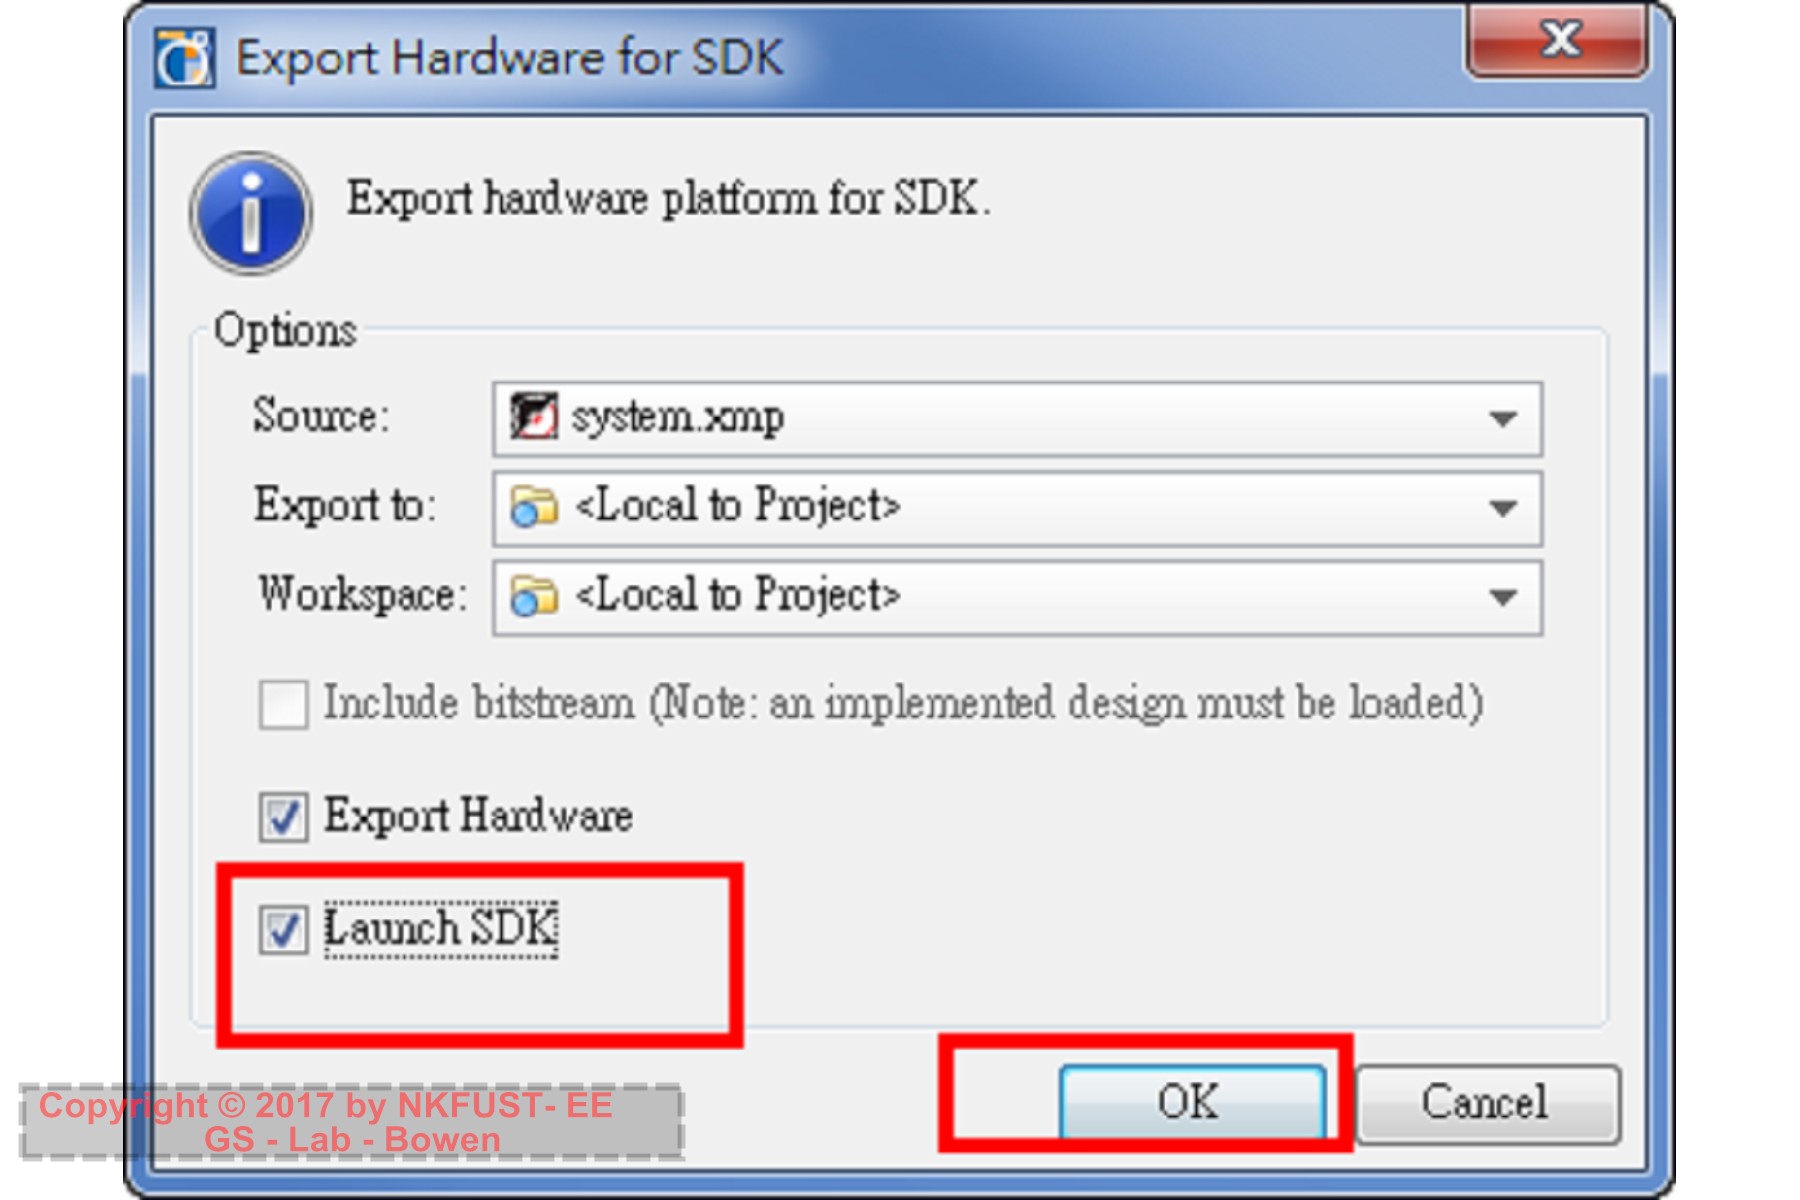 Export Hardware for SDK
Export hardware platform for SDK.
Options
Source: system.xmp
Export to: <Local to Project>
Workspace: <Local to Project>
Include bitstream (Note: an implemented design must be loaded)
Export Hardware
Launch SDK
OK Cancel
Copyright © 2017 by NKFUST- EE
GS - Lab - Bowen